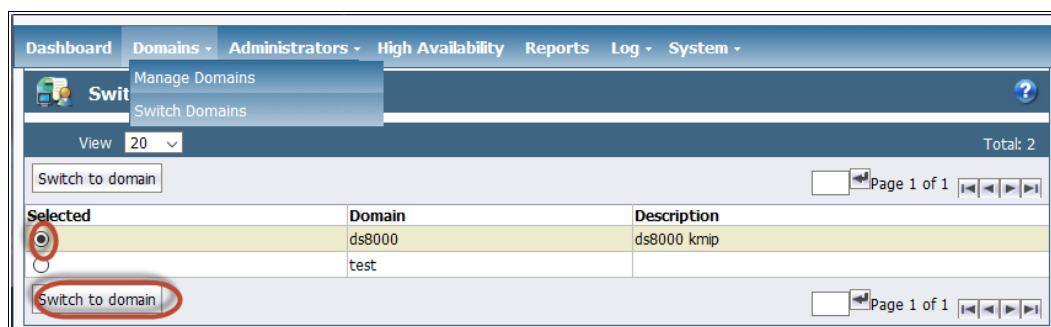 Dashboard Domains Administrators High Availability Reports Log System
Manage Domains
Swit
Switch Domains
View 20 Total: 2
Switch to domain Page 1 of 1
Selected Domain Description
ds8000 ds8000 kmip
test
Switch to domain Page 1 of 1